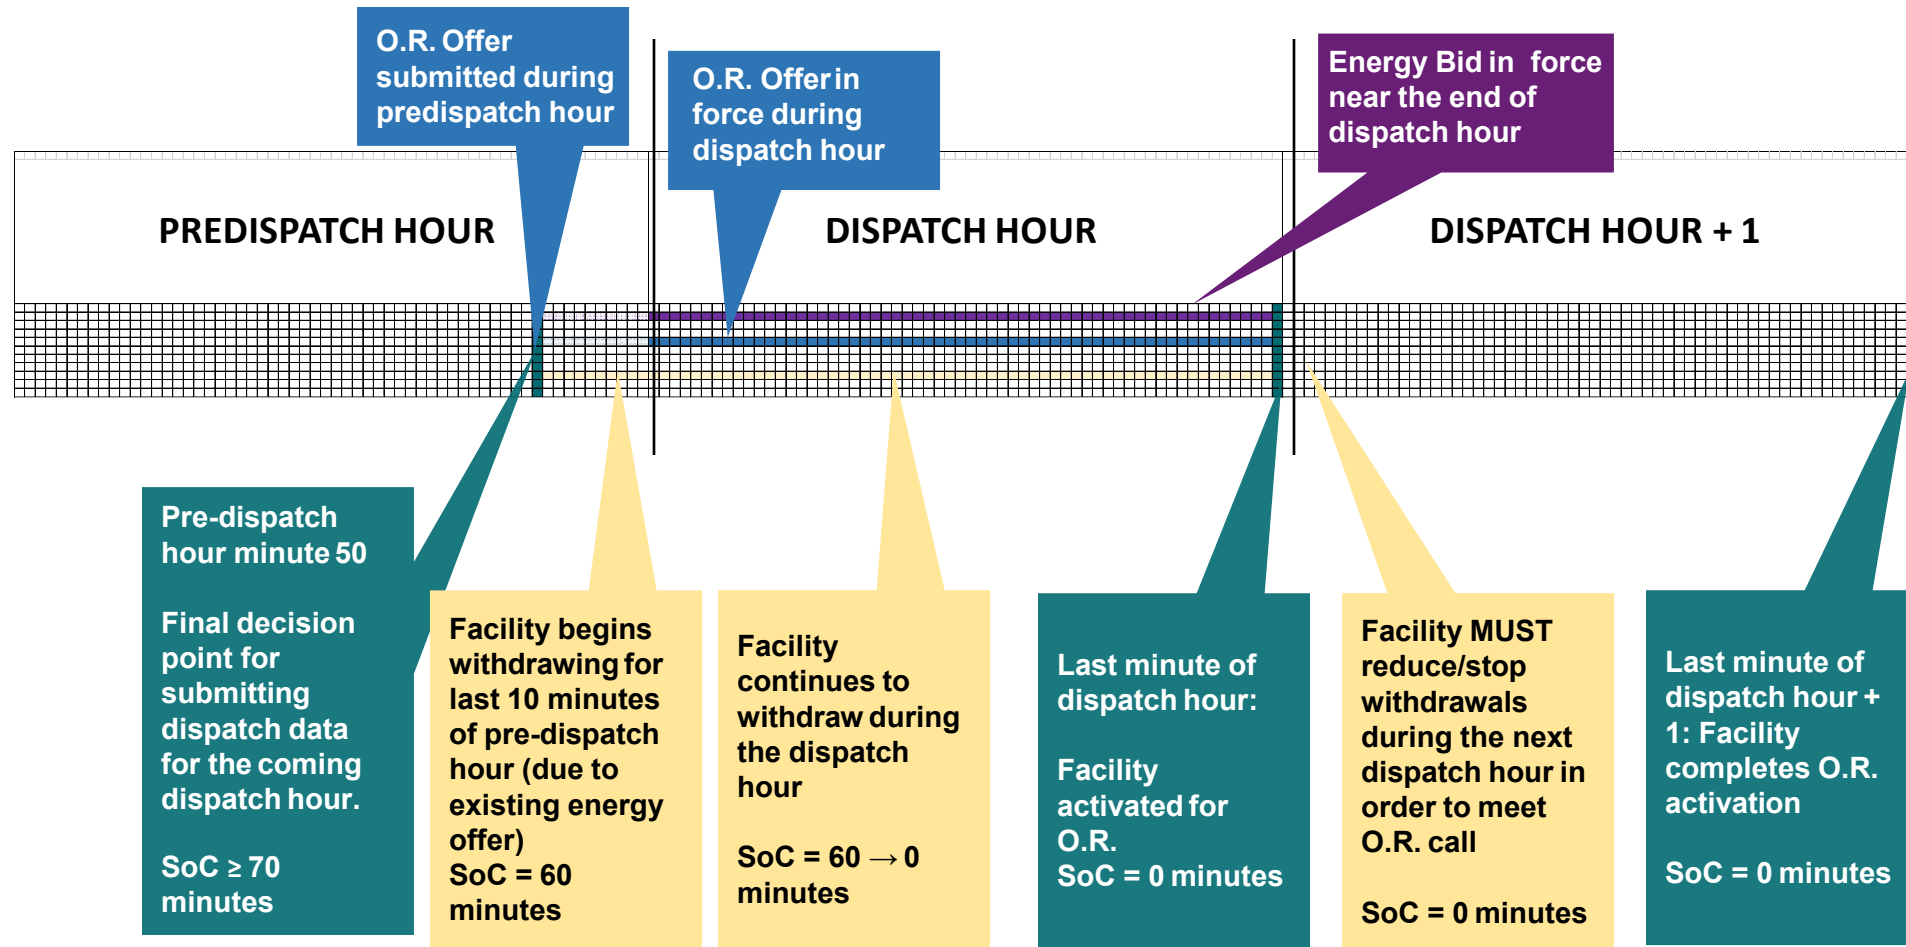 O.R. Offer
submitted during
predispatch hour
O.R. Offer in
force during
dispatch hour
Energy Bid in force
near the end of
dispatch hour
PREDISPATCH HOUR
DISPATCH HOUR
DISPATCH HOUR + 1
Pre-dispatch
hour minute 50
Final decision
point for
submitting
dispatch data
for the coming
dispatch hour.
SoC ≥ 70
minutes
Facility begins
withdrawing for
last 10 minutes
of pre-dispatch
hour (due to
existing energy
offer)
SoC = 60
minutes
Facility
continues to
withdraw during
the dispatch
hour
SoC = 60 → 0
minutes
Last minute of
dispatch hour:
Facility
activated for
O.R.
SoC = 0 minutes
Facility MUST
reduce/stop
withdrawals
during the next
dispatch hour in
order to meet
O.R. call
SoC = 0 minutes
Last minute of
dispatch hour +
1: Facility
completes O.R.
activation
SoC = 0 minutes